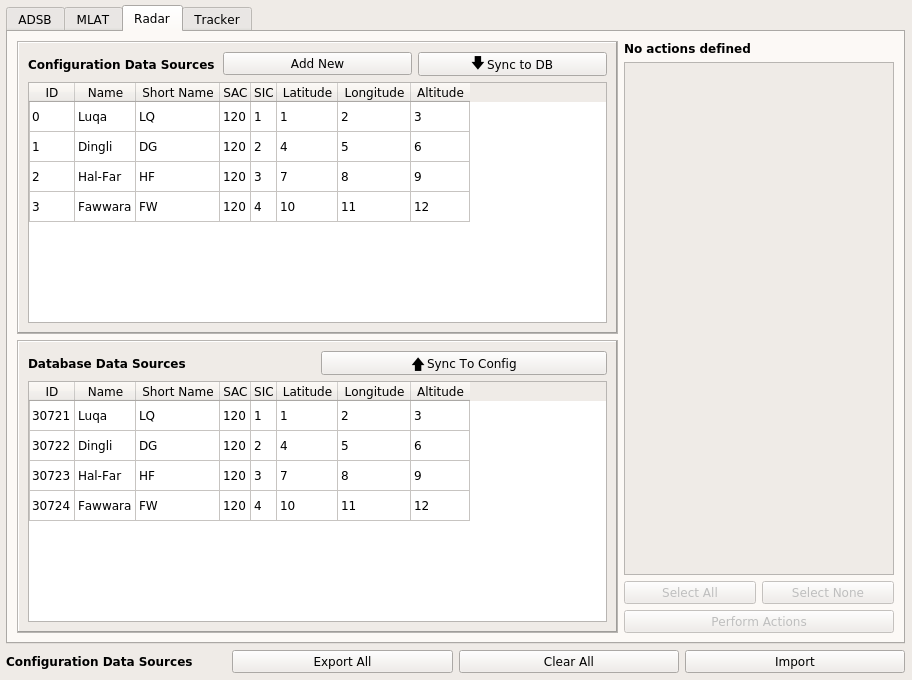 ADSB MLAT Radar Tracker
Configuration Data Sources Add New Sync to DB
ID Name Short Name SAC SIC Latitude Longitude Altitude
0 Luqa LQ 120 1 1 2 3
1 Dingli DG 120 2 4 5 6
2 Hal-Far HF 120 3 7 8 9
3 Fawwara FW 120 4 10 11 12
Database Data Sources Sync To Config
ID Name Short Name SAC SIC Latitude Longitude Altitude
30721 Luqa LQ 120 1 1 2 3
30722 Dingli DG 120 2 4 5 6
30723 Hal-Far HF 120 3 7 8 9
30724 Fawwara FW 120 4 10 11 12
No actions defined
Select All Select None
Perform Actions
Configuration Data Sources Export All Clear All Import